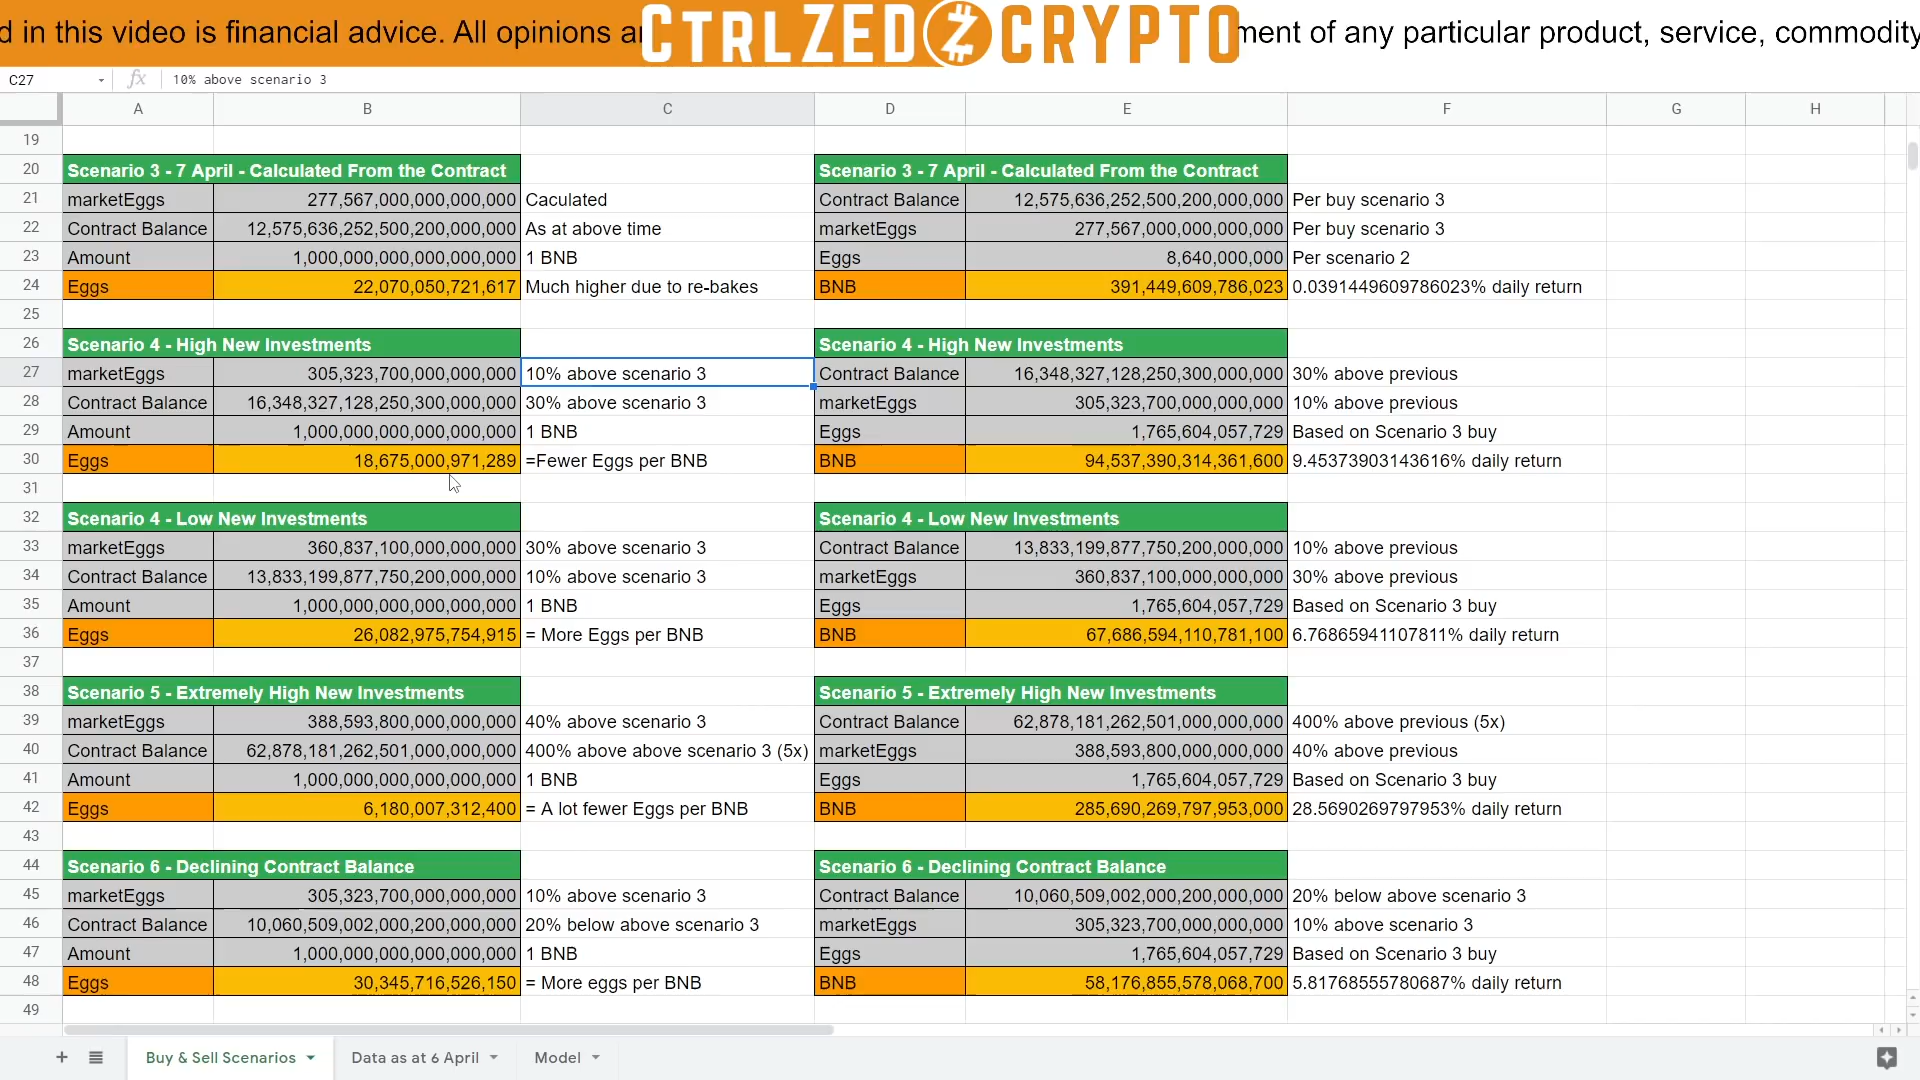 d in this video is financial advice. All opinions ar
CTRLZED CRYPTO
ment of any particular product, service, commodity
C27
fx
10% above scenario 3
A B C D E F G H
19
20 Scenario 3 - 7 April - Calculated From the Contract Scenario 3 - 7 April - Calculated From the Contract
21 marketEggs 277,567,000,000,000,000 Caculated Contract Balance 12,575,636,252,500,200,000,000 Per buy scenario 3
22 Contract Balance 12,575,636,252,500,200,000,000 As at above time marketEggs 277,567,000,000,000,000 Per buy scenario 3
23 Amount 1,000,000,000,000,000,000 1 BNB Eggs 8,640,000,000 Per scenario 2
24 Eggs 22,070,050,721,617 Much higher due to re-bakes BNB 391,449,609,786,023 0.0391449609786023% daily return
25
26 Scenario 4 - High New Investments Scenario 4 - High New Investments
27 marketEggs 305,323,700,000,000,000 10% above scenario 3 Contract Balance 16,348,327,128,250,300,000,000 30% above previous
28 Contract Balance 16,348,327,128,250,300,000,000 30% above scenario 3 marketEggs 305,323,700,000,000,000 10% above previous
29 Amount 1,000,000,000,000,000,000 1 BNB Eggs 1,765,604,057,729 Based on Scenario 3 buy
30 Eggs 18,675,000,971,289 =Fewer Eggs per BNB BNB 94,537,390,314,361,600 9.45373903143616% daily return
31
32 Scenario 4 - Low New Investments Scenario 4 - Low New Investments
33 marketEggs 360,837,100,000,000,000 30% above scenario 3 Contract Balance 13,833,199,877,750,200,000,000 10% above previous
34 Contract Balance 13,833,199,877,750,200,000,000 10% above scenario 3 marketEggs 360,837,100,000,000,000 30% above previous
35 Amount 1,000,000,000,000,000,000 1 BNB Eggs 1,765,604,057,729 Based on Scenario 3 buy
36 Eggs 26,082,975,754,915 = More Eggs per BNB BNB 67,686,594,110,781,100 6.76865941107811% daily return
37
38 Scenario 5 - Extremely High New Investments Scenario 5 - Extremely High New Investments
39 marketEggs 388,593,800,000,000,000 40% above scenario 3 Contract Balance 62,878,181,262,501,000,000,000 400% above previous (5x)
40 Contract Balance 62,878,181,262,501,000,000,000 400% above above scenario 3 (5x) marketEggs 388,593,800,000,000,000 40% above previous
41 Amount 1,000,000,000,000,000,000 1 BNB Eggs 1,765,604,057,729 Based on Scenario 3 buy
42 Eggs 6,180,007,312,400 = A lot fewer Eggs per BNB BNB 285,690,269,797,953,000 28.5690269797953% daily return
43
44 Scenario 6 - Declining Contract Balance Scenario 6 - Declining Contract Balance
45 marketEggs 305,323,700,000,000,000 10% above scenario 3 Contract Balance 10,060,509,002,000,200,000,000 20% below above scenario 3
46 Contract Balance 10,060,509,002,000,200,000,000 20% below above scenario 3 marketEggs 305,323,700,000,000,000 10% above scenario 3
47 Amount 1,000,000,000,000,000,000 1 BNB Eggs 1,765,604,057,729 Based on Scenario 3 buy
48 Eggs 30,345,716,526,150 = More eggs per BNB BNB 58,176,855,578,068,700 5.81768555780687% daily return
49
Buy & Sell Scenarios Data as at 6 April Model